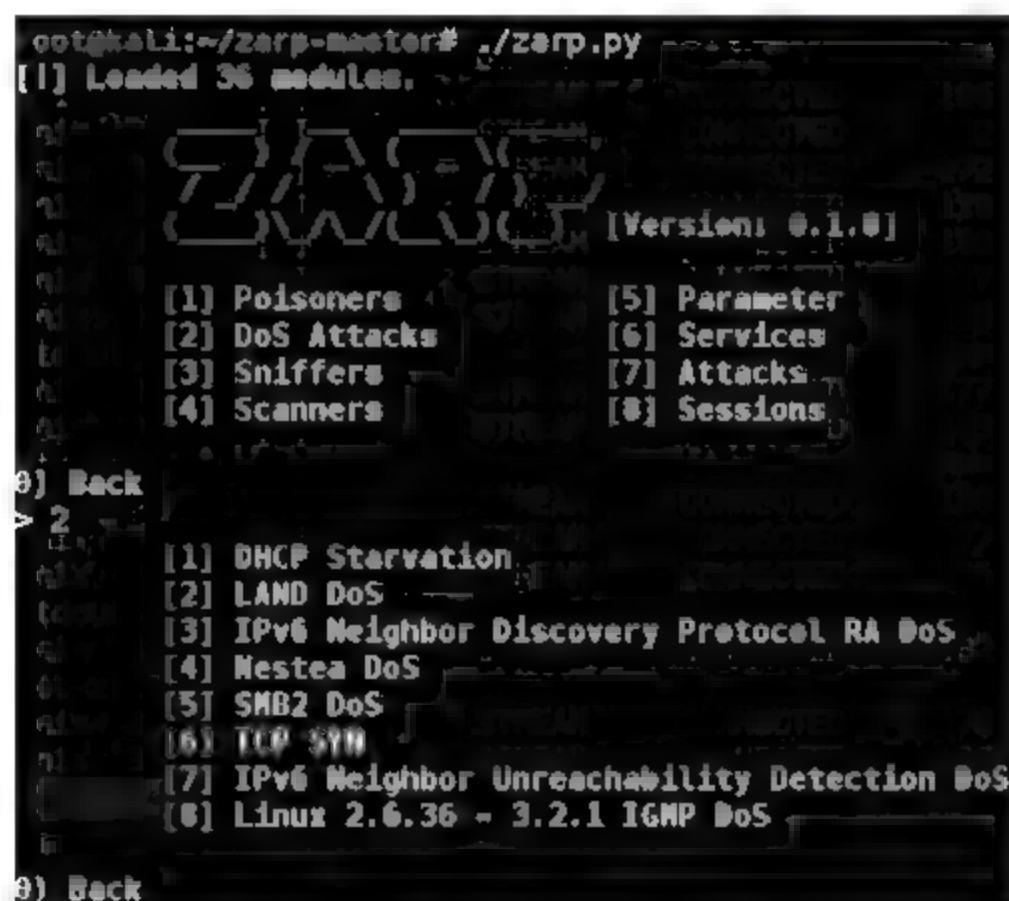 oot@kali:~/zarp-master# ./zarp.py
[!] Loaded 36 modules.
ZARP
[Version: 0.1.8]
[1] Poisoners [5] Parameter
[2] DoS Attacks [6] Services
[3] Sniffers [7] Attacks
[4] Scanners [8] Sessions
0] Back
> 2
[1] DHCP Starvation
[2] LAND DoS
[3] IPv6 Neighbor Discovery Protocol RA DoS
[4] Nestea DoS
[5] SMB2 DoS
[6] TCP SYN
[7] IPv6 Neighbor Unreachability Detection DoS
[8] Linux 2.6.36 - 3.2.1 IGMP DoS
0) Back